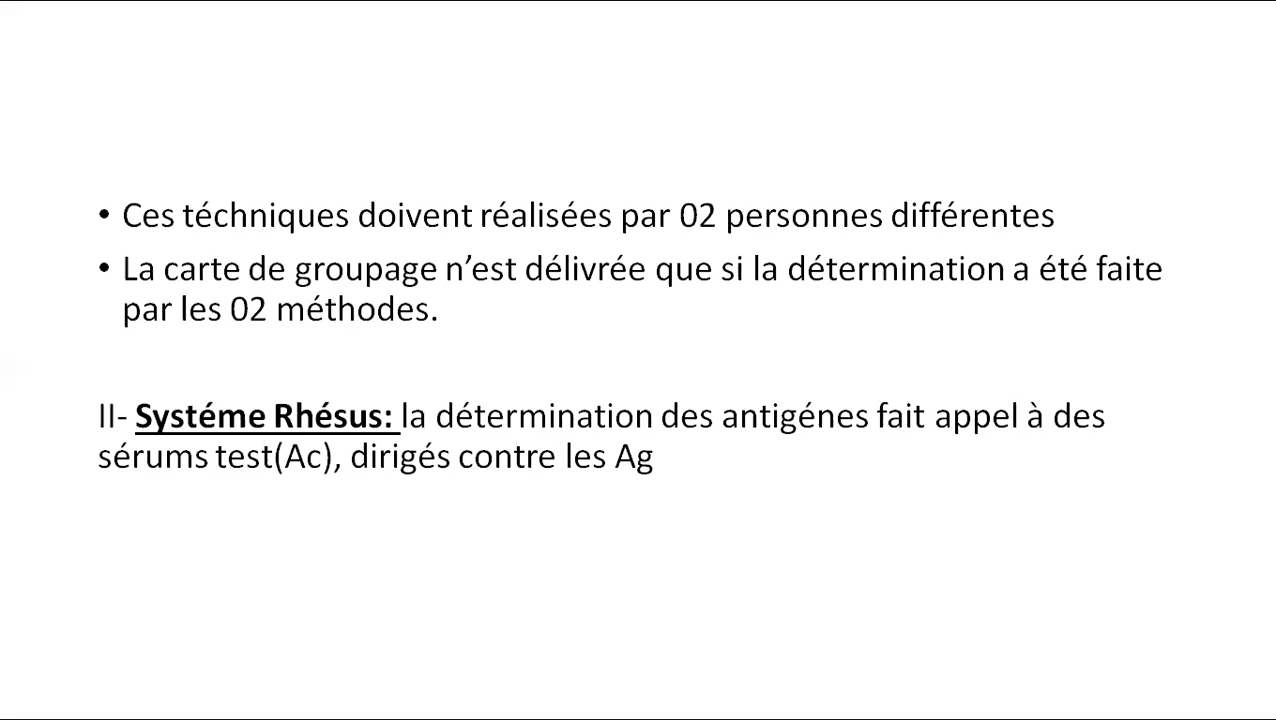 • Ces téchniques doivent réalisées par 02 personnes différentes
• La carte de groupage n’est délivrée que si la détermination a été faite
par les 02 méthodes.
II- Systéme Rhésus: la détermination des antigénes fait appel à des
sérums test(Ac), dirigés contre les Ag